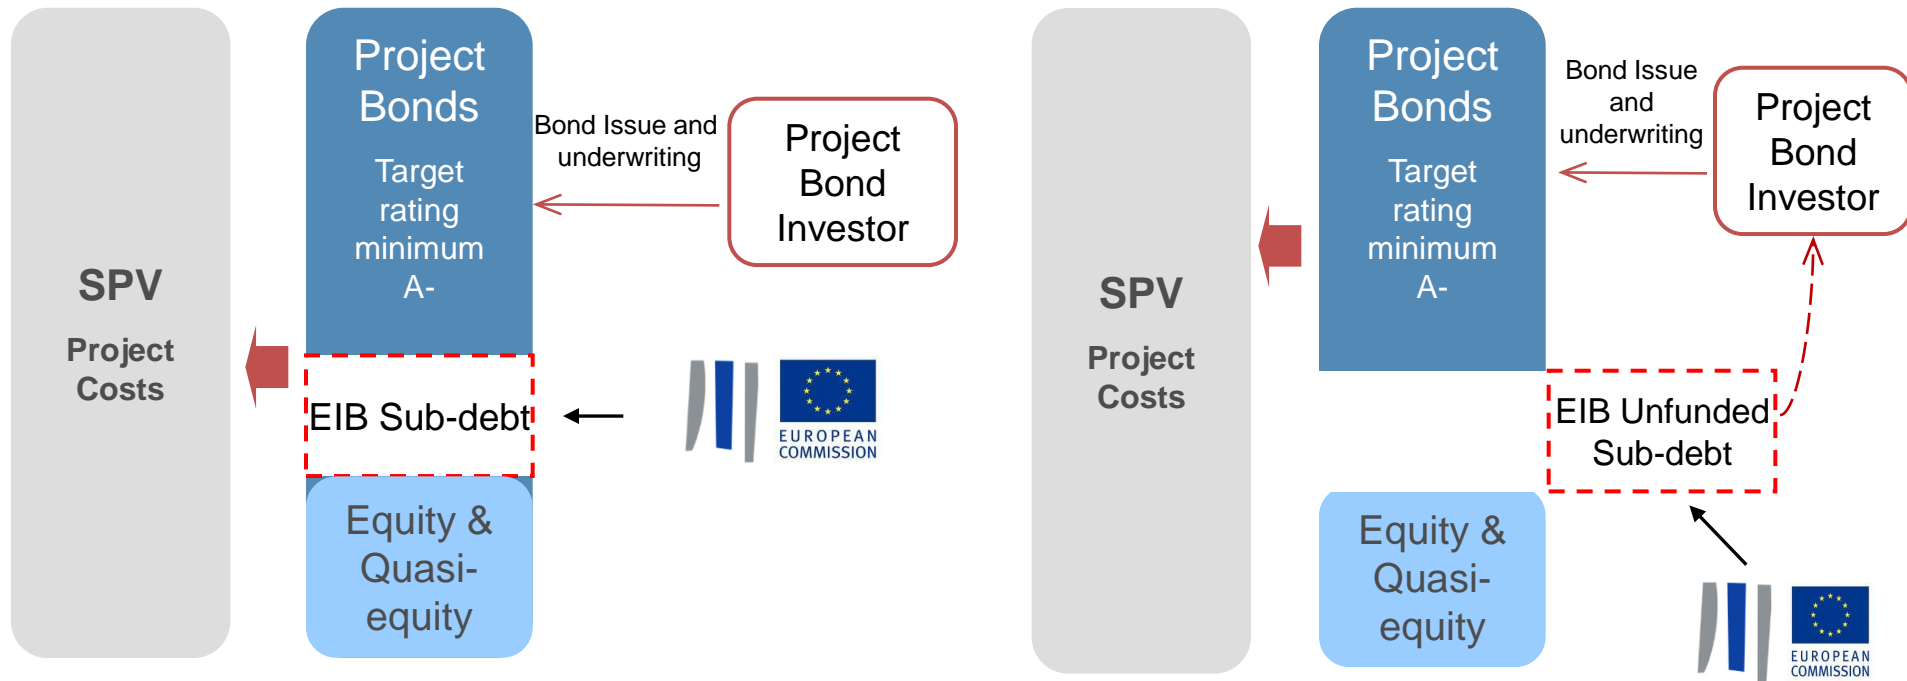 SPV
Project
Costs
Project
Bonds
Target
rating
minimum
A-
Bond Issue and
underwriting
Project
Bond
Investor
EIB Sub-debt
EUROPEAN
COMMISSION
Equity &
Quasi-
equity
SPV
Project
Costs
Project
Bonds
Target
rating
minimum
A-
Bond Issue
and
underwriting
Project
Bond
Investor
EIB Unfunded
Sub-debt
Equity &
Quasi-
equity
EUROPEAN
COMMISSION